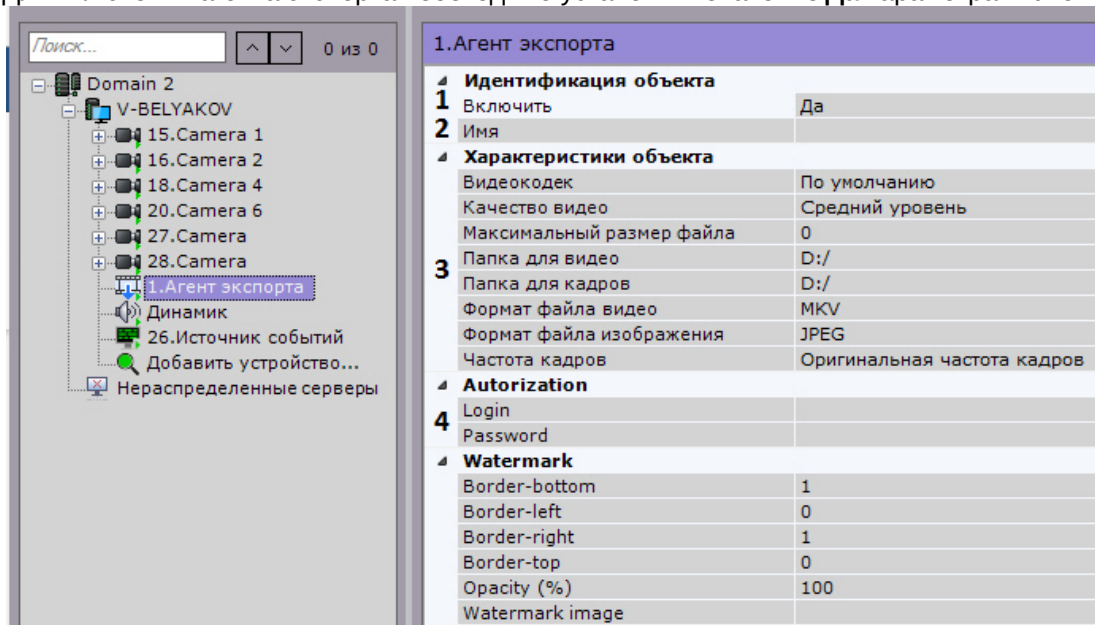 Поиск...
0 из 0
Domain 2
V-BELYAKOV
15.Camera 1
16.Camera 2
18.Camera 4
20.Camera 6
27.Camera
28.Camera
1.Агент экспорта
Динамик
26.Источник событий
Добавить устройство...
Нераспределенные серверы
1.Агент экспорта
Идентификация объекта
1 Включить Да
2 Имя
Характеристики объекта
Видеокодек По умолчанию
Качество видео Средний уровень
Максимальный размер файла 0
3 Папка для видео D:/
Папка для кадров D:/
Формат файла видео MKV
Формат файла изображения JPEG
Частота кадров Оригинальная частота кадров
Autorization
4 Login
Password
Watermark
Border-bottom 1
Border-left 0
Border-right 1
Border-top 0
Opacity (%) 100
Watermark image